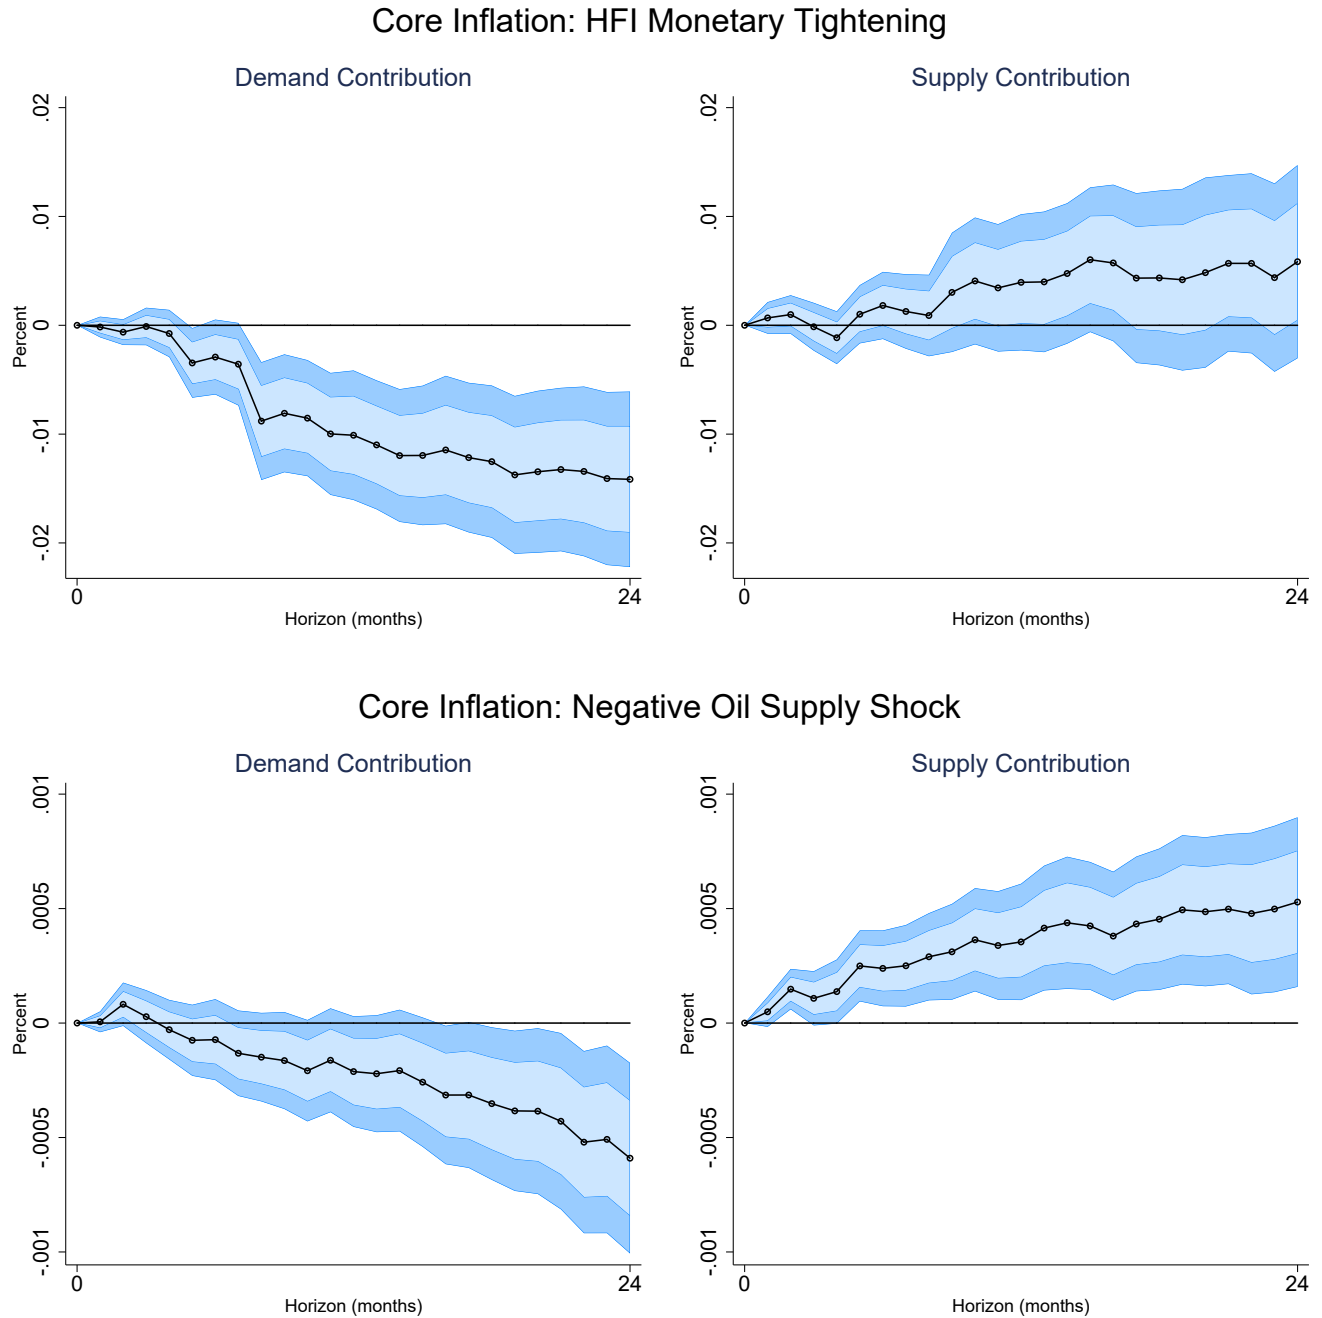 Core Inflation: HFI Monetary Tightening
Demand Contribution
Supply Contribution
.02
.01
0
-.01
-.02
Percent
0
24
Horizon (months)
.02
.01
0
-.01
-.02
Percent
0
24
Horizon (months)
Core Inflation: Negative Oil Supply Shock
Demand Contribution
Supply Contribution
.001
.0005
0
-.0005
-.001
Percent
0
24
Horizon (months)
.001
.0005
0
-.0005
-.001
Percent
0
24
Horizon (months)